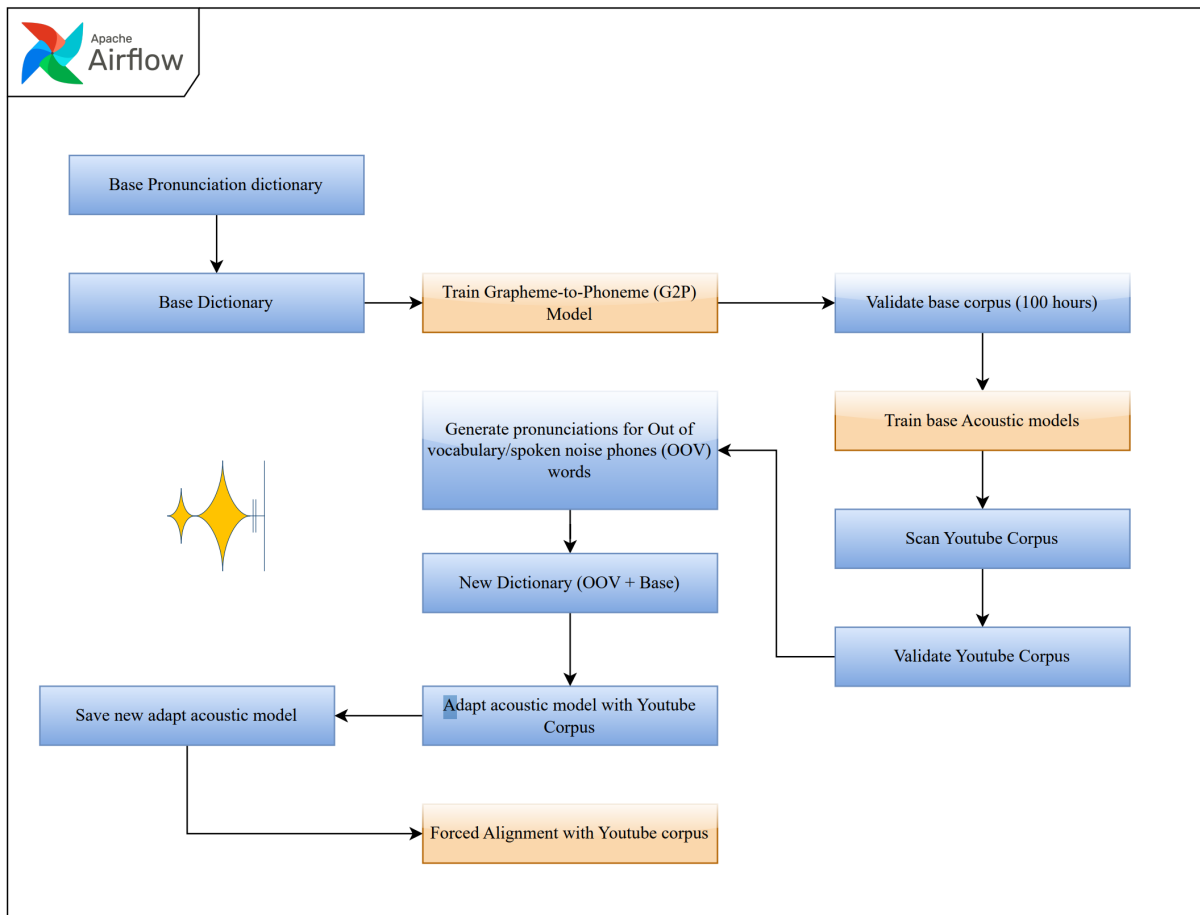 Apache
Airflow
Base Pronunciation dictionary
Base Dictionary
Train Grapheme-to-Phoneme (G2P)
Model
Validate base corpus (100 hours)
Generate pronunciations for Out of
vocabulary/spoken noise phones (OOV)
words
Train base Acoustic models
Scan Youtube Corpus
New Dictionary (OOV + Base)
Validate Youtube Corpus
Adapt acoustic model with Youtube
Corpus
Save new adapt acoustic model
Forced Alignment with Youtube corpus